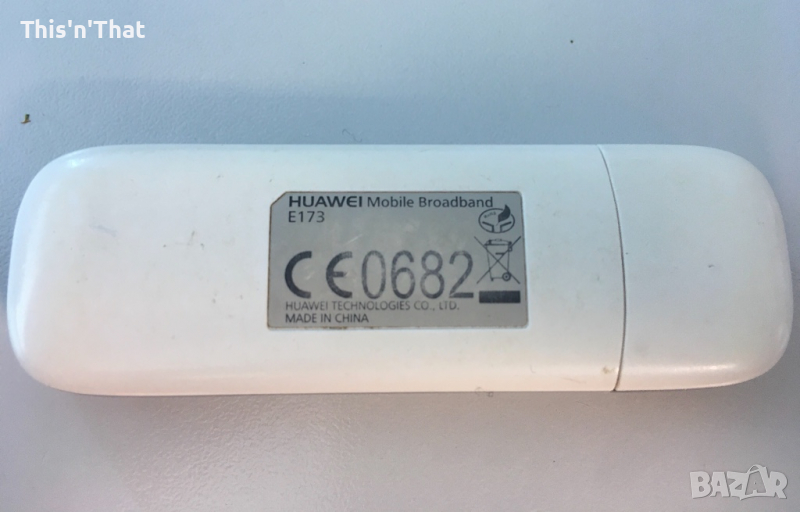 This'n'That
HUAWEI Mobile Broadband
E173
CE0682
HUAWEI TECHNOLOGIES CO., LTD.
MADE IN CHINA
BAZAR